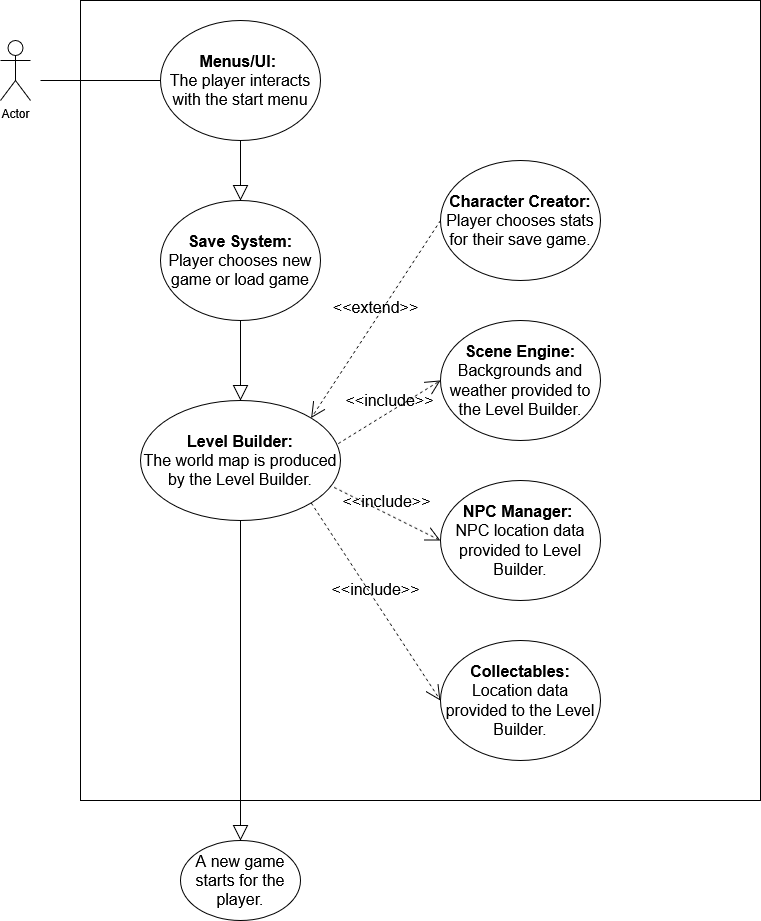 Menus/UI:
The player interacts
with the start menu
Actor
Character Creator:
Player chooses stats
for their save game.
Save System:
Player chooses new
game or load game
<<extend>>
Scene Engine:
Backgrounds and
weather provided to
the Level Builder.
<<include>>
Level Builder:
The world map is produced
by the Level Builder.
<<include>>
NPC Manager:
NPC location data
provided to Level
Builder.
<<include>>
Collectables:
Location data
provided to the Level
Builder.
A new game
starts for the
player.